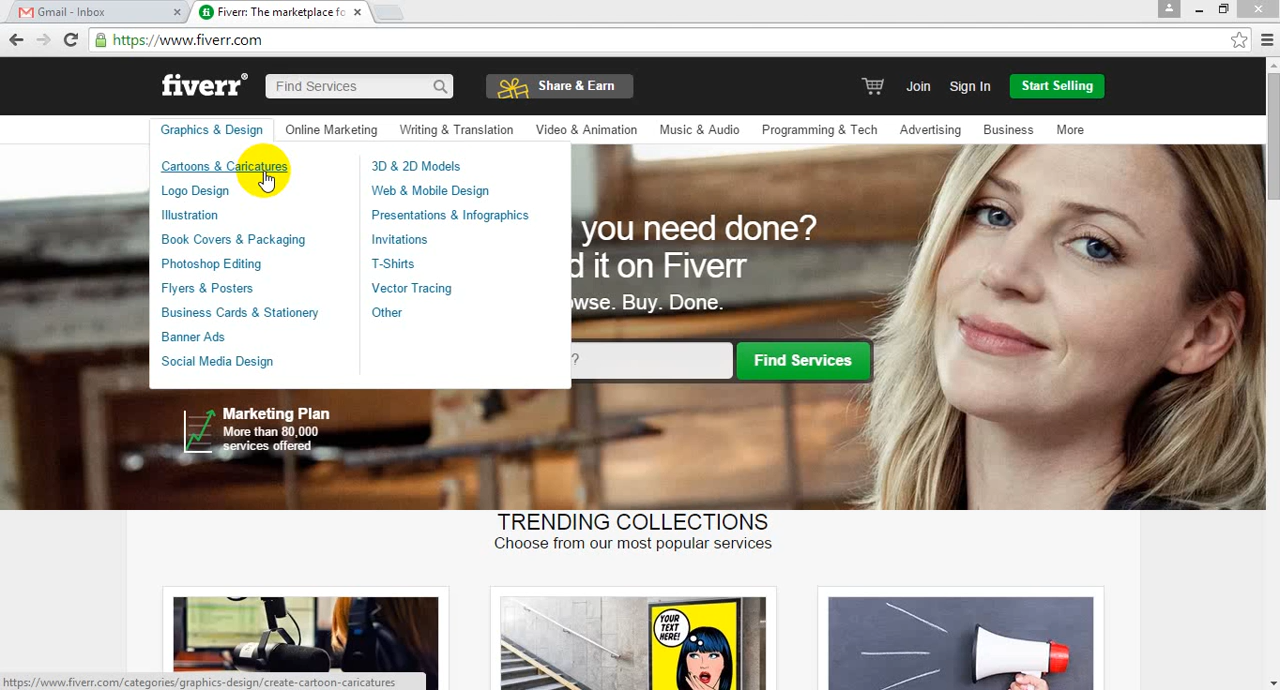 Gmail - Inbox
Fiverr: The marketplace fo
https://www.fiverr.com
fiverr®
Find Services
Share & Earn
Join
Sign In
Start Selling
Graphics & Design
Online Marketing
Writing & Translation
Video & Animation
Music & Audio
Programming & Tech
Advertising
Business
More
Cartoons & Caricatures
Logo Design
Illustration
Book Covers & Packaging
Photoshop Editing
Flyers & Posters
Business Cards & Stationery
Banner Ads
Social Media Design
3D & 2D Models
Web & Mobile Design
Presentations & Infographics
Invitations
T-Shirts
Vector Tracing
Other
you need done?
d it on Fiverr
owse. Buy. Done.
?
Find Services
Marketing Plan
More than 80,000
services offered
TRENDING COLLECTIONS
Choose from our most popular services
YOUR
TEXT
HERE!
https://www.fiverr.com/categories/graphics-design/create-cartoon-caricatures